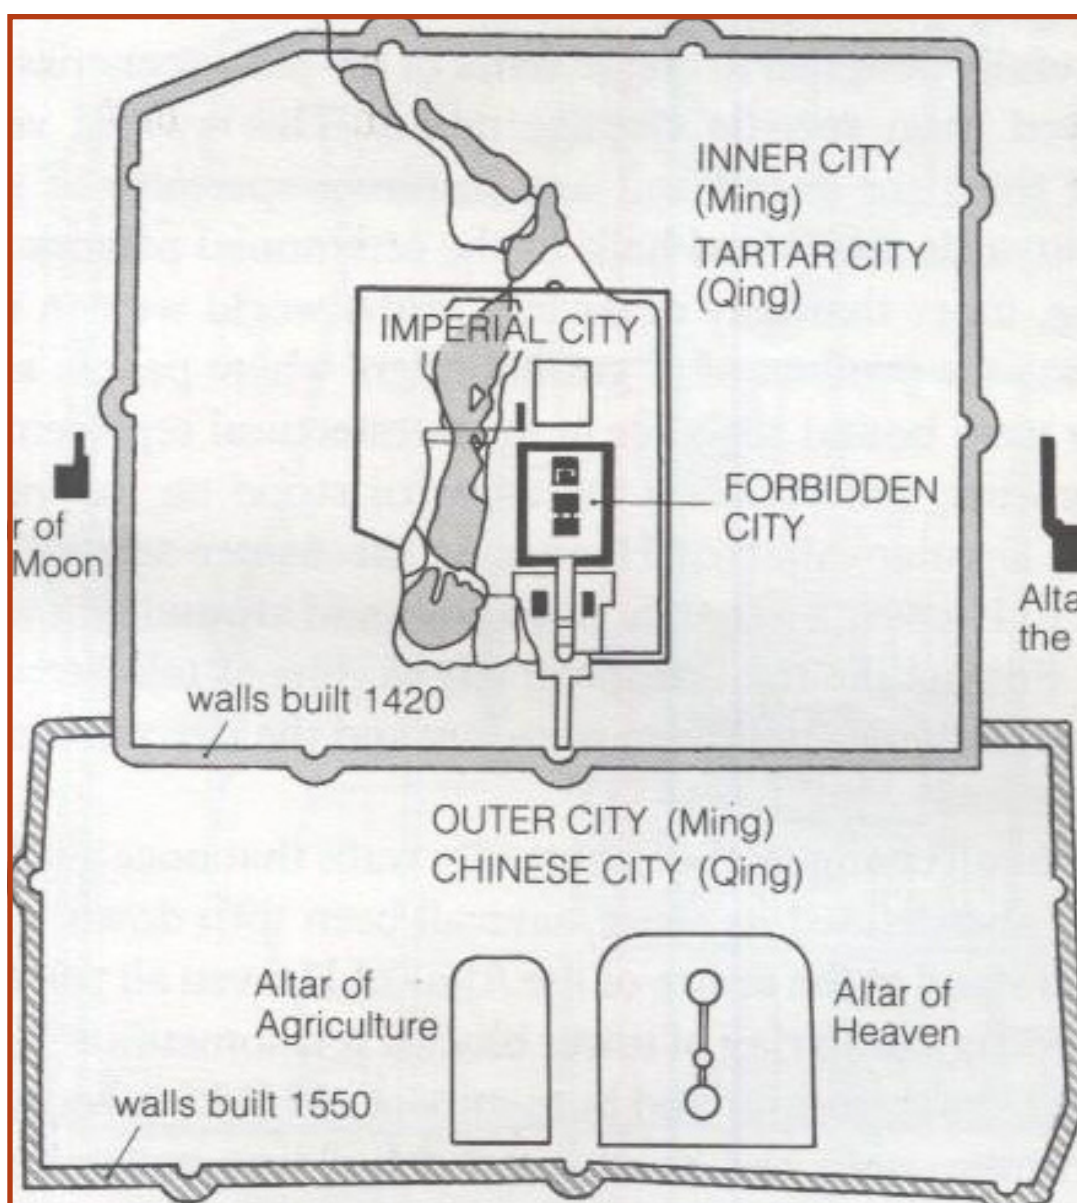 INNER CITY
(Ming)
TARTAR CITY
(Qing)
IMPERIAL CITY
FORBIDDEN
CITY
r of
Moon
Alta
the
walls built 1420
OUTER CITY (Ming)
CHINESE CITY (Qing)
Altar of
Agriculture
Altar of
Heaven
walls built 1550